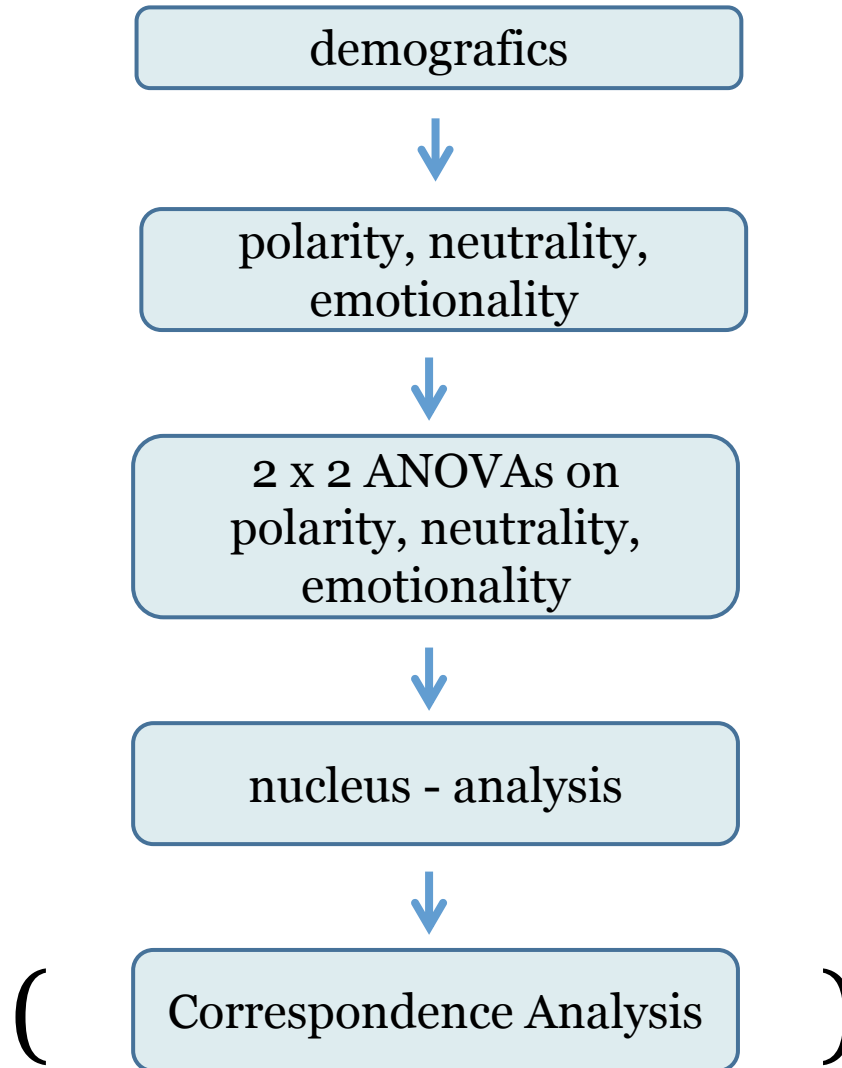 demografics
polarity, neutrality,
emotionality
2 x 2 ANOVAs on
polarity, neutrality,
emotionality
nucleus - analysis
( Correspondence Analysis )